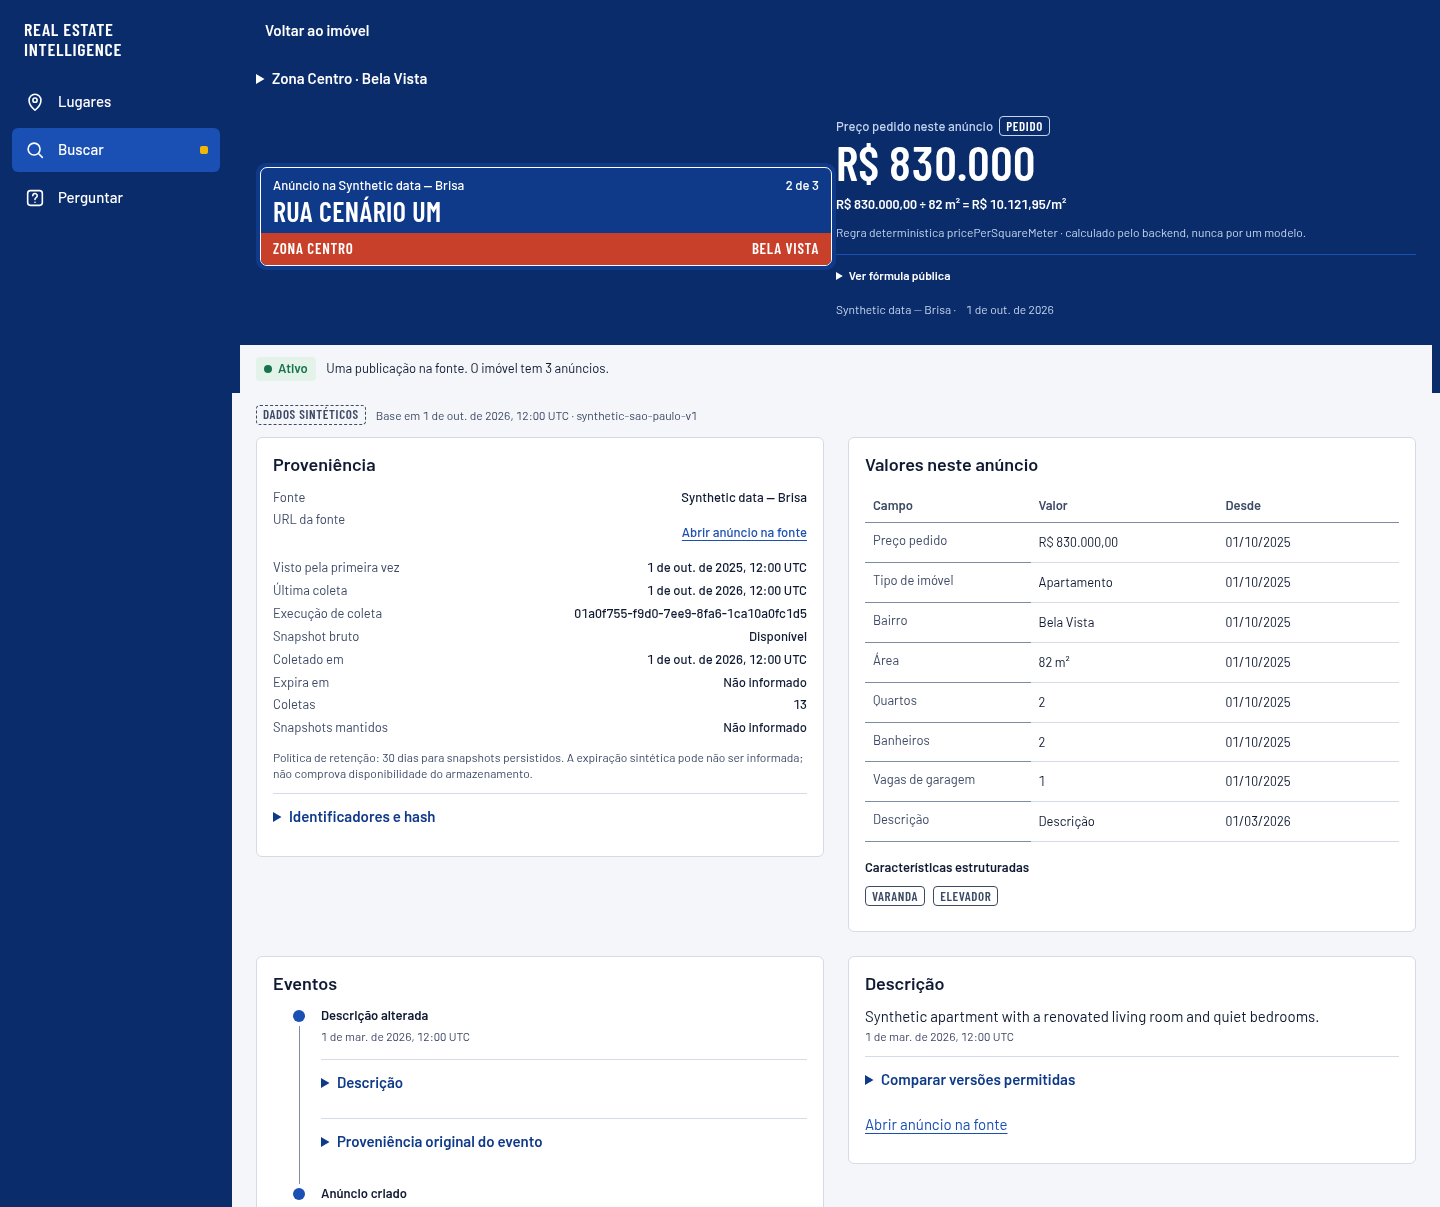 REAL ESTATE
INTELLIGENCE
Lugares
Buscar
Perguntar
Voltar ao imóvel
Zona Centro · Bela Vista
Anúncio na Synthetic data — Brisa
2 de 3
RUA CENÁRIO UM
ZONA CENTRO
BELA VISTA
Preço pedido neste anúncio PEDIDO
R$ 830.000
R$ 830.000,00 ÷ 82 m² = R$ 10.121,95/m²
Regra determinística pricePerSquareMeter · calculado pelo backend, nunca por um modelo.
Ver fórmula pública
Synthetic data — Brisa · 1 de out. de 2026
Ativo Uma publicação na fonte. O imóvel tem 3 anúncios.
DADOS SINTÉTICOS Base em 1 de out. de 2026, 12:00 UTC · synthetic-sao-paulo-v1
Proveniência
Fonte Synthetic data — Brisa
URL da fonte
Abrir anúncio na fonte
Visto pela primeira vez 1 de out. de 2025, 12:00 UTC
Última coleta 1 de out. de 2026, 12:00 UTC
Execução de coleta 01a0f755-f9d0-7ee9-8fa6-1ca10a0fc1d5
Snapshot bruto Disponível
Coletado em 1 de out. de 2026, 12:00 UTC
Expira em Não informado
Coletas 13
Snapshots mantidos Não informado
Política de retenção: 30 dias para snapshots persistidos. A expiração sintética pode não ser informada;
não comprova disponibilidade do armazenamento.
Identificadores e hash
Valores neste anúncio
Campo Valor Desde
Preço pedido R$ 830.000,00 01/10/2025
Tipo de imóvel Apartamento 01/10/2025
Bairro Bela Vista 01/10/2025
Área 82 m² 01/10/2025
Quartos 2 01/10/2025
Banheiros 2 01/10/2025
Vagas de garagem 1 01/10/2025
Descrição Descrição 01/03/2026
Características estruturadas
VARANDA ELEVADOR
Eventos
Descrição alterada
1 de mar. de 2026, 12:00 UTC
Descrição
Proveniência original do evento
Anúncio criado
Descrição
Synthetic apartment with a renovated living room and quiet bedrooms.
1 de mar. de 2026, 12:00 UTC
Comparar versões permitidas
Abrir anúncio na fonte